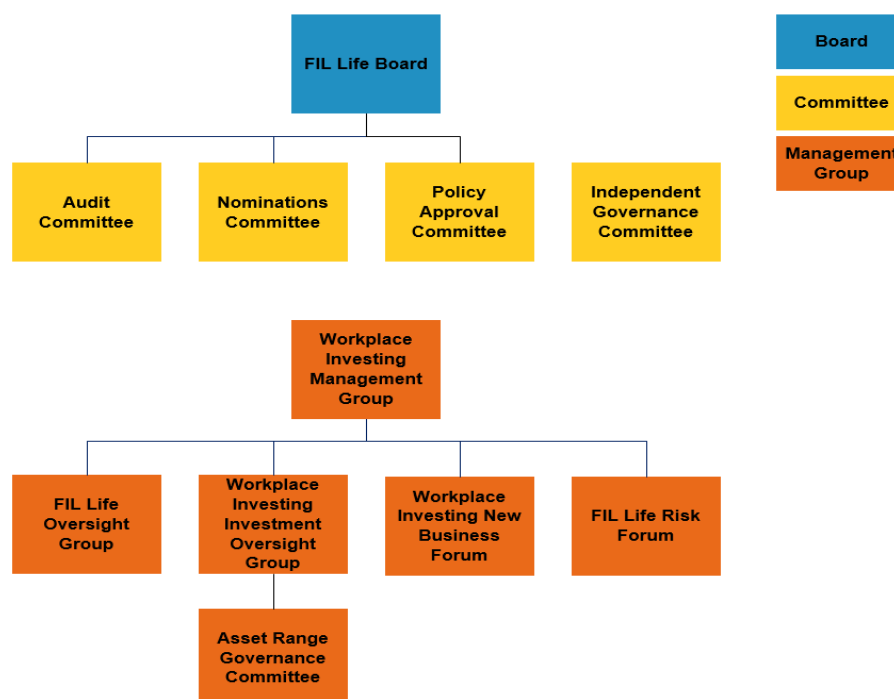 FIL Life Board
Board
Committee
Management
Group
Audit
Committee
Nominations
Committee
Policy
Approval
Committee
Independent
Governance
Committee
Workplace
Investing
Management
Group
FIL Life
Oversight
Group
Workplace
Investing
Investment
Oversight
Group
Workplace
Investing New
Business
Forum
FIL Life Risk
Forum
Asset Range
Governance
Committee